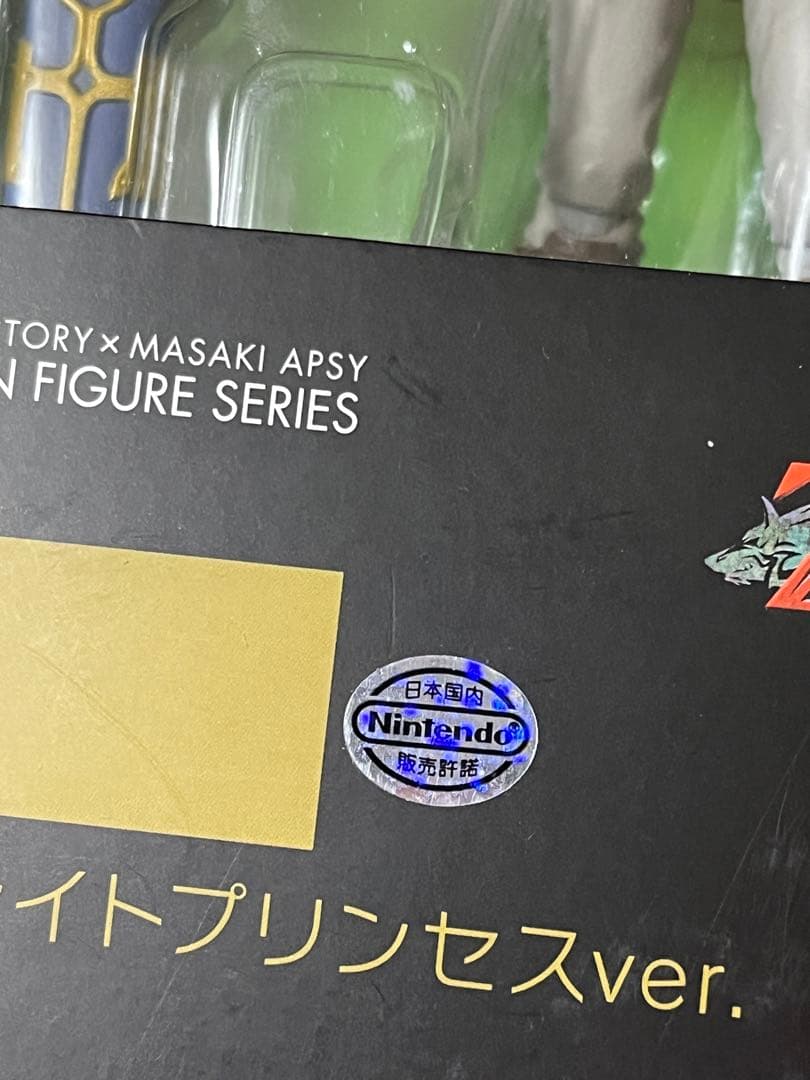 TORY×MASAKI APSY
N FIGURE SERIES
Z
日本国内
Nintendo
販売許諾
イトプリンセスver.